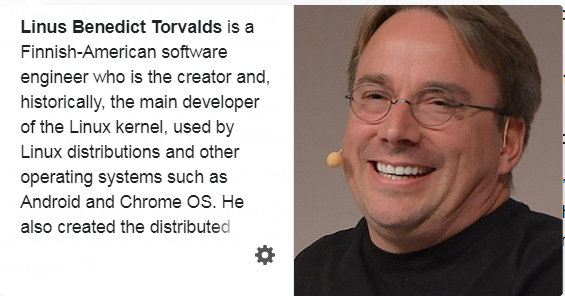 Linus Benedict Torvalds is a
Finnish-American software
engineer who is the creator and,
historically, the main developer
of the Linux kernel, used by
Linux distributions and other
operating systems such as
Android and Chrome OS. He
also created the distributed